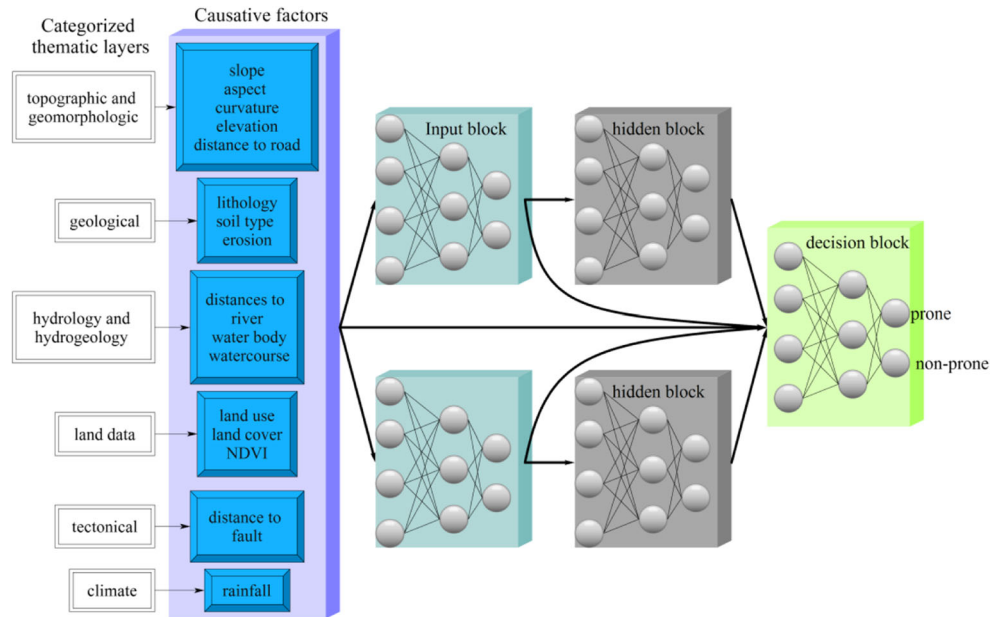 Categorized
thematic layers
Causative factors
topographic and
geomorphologic
slope
aspect
curvature
elevation
distance to road
geological
lithology
soil type
erosion
hydrology and
hydrogeology
distances to
river
water body
watercourse
land data
land use
land cover
NDVI
tectonical
distance to
fault
climate
rainfall
Input block
hidden block
hidden block
decision block
prone
non-prone